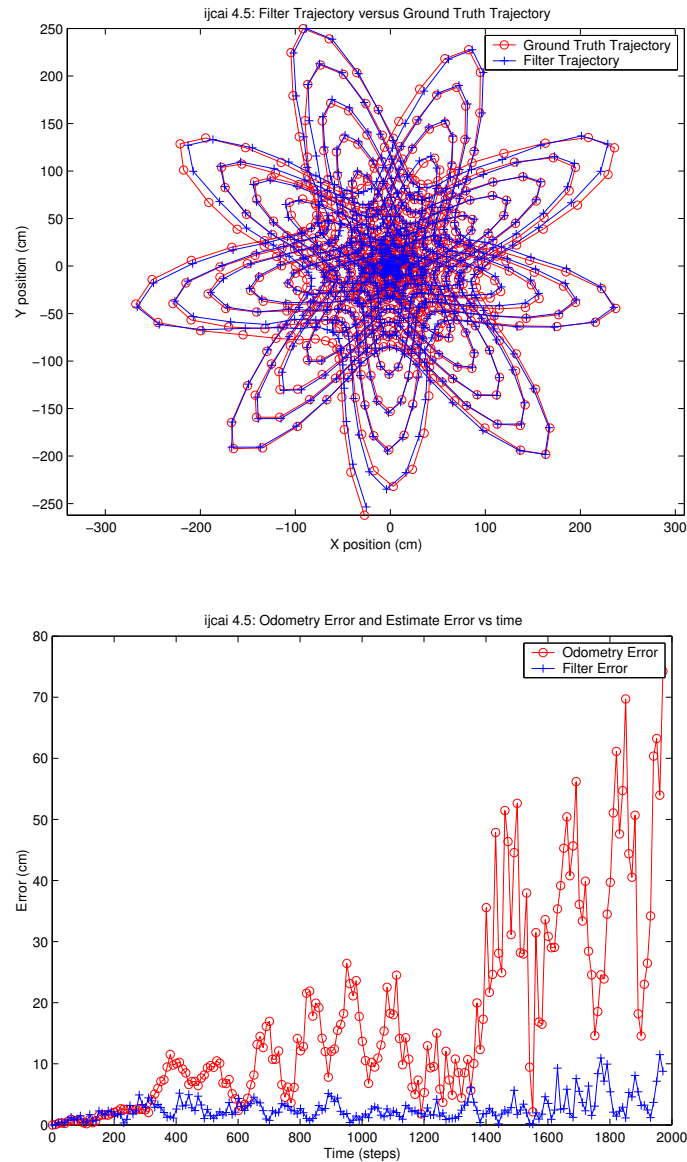 ijcai 4.5: Filter Trajectory versus Ground Truth Trajectory
250
200
150
100
50
0
−50
−100
−150
−200
−250
Y position (cm)
Ground Truth Trajectory
Filter Trajectory
−300 −200 −100 0 100 200 300
X position (cm)
ijcai 4.5: Odometry Error and Estimate Error vs time
80
70
60
50
40
30
20
10
0
Error (cm)
Odometry Error
Filter Error
0 200 400 600 800 1000 1200 1400 1600 1800 2000
Time (steps)